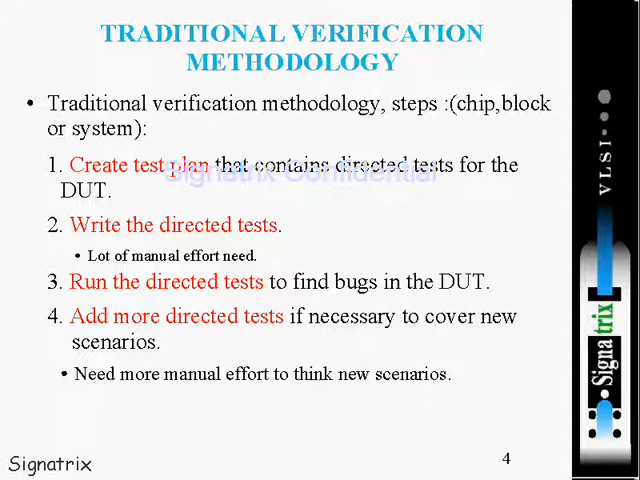 TRADITIONAL VERIFICATION
METHODOLOGY
• Traditional verification methodology, steps :(chip,block
or system):
1. Create test plan that contains directed tests for the
DUT.
Signatrix Confidential
2. Write the directed tests.
• Lot of manual effort need.
3. Run the directed tests to find bugs in the DUT.
4. Add more directed tests if necessary to cover new
scenarios.
• Need more manual effort to think new scenarios.
Signatrix
4
VLSI
Signatrix